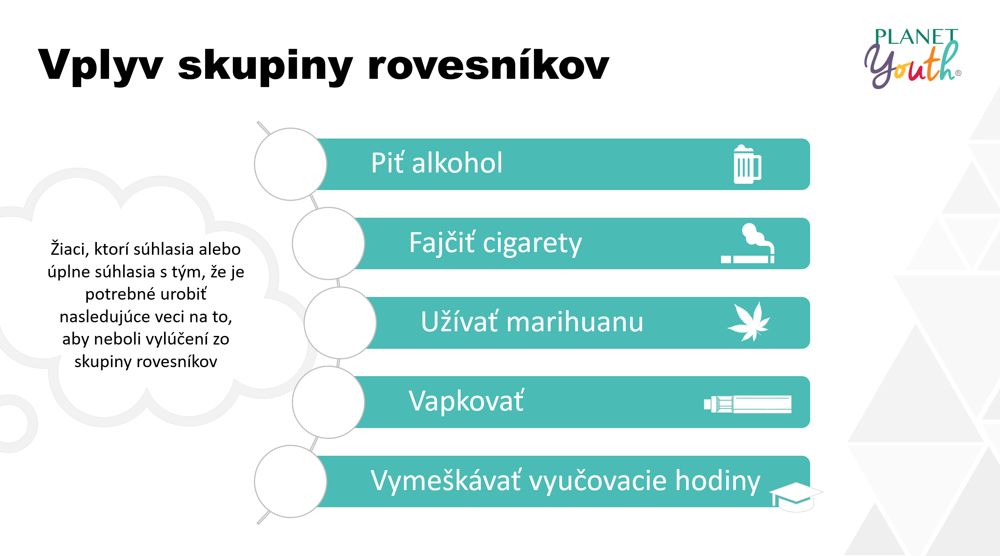 Vplyv skupiny rovesníkov
PLANET
Youth®
Žiaci, ktorí súhlasia alebo
úplne súhlasia s tým, že je
potrebné urobiť
nasledujúce veci na to,
aby neboli vylúčení zo
skupiny rovesníkov
Piť alkohol
Fajčiť cigarety
Užívať marihuanu
Vapkovať
Vymeškávať vyučovacie hodiny